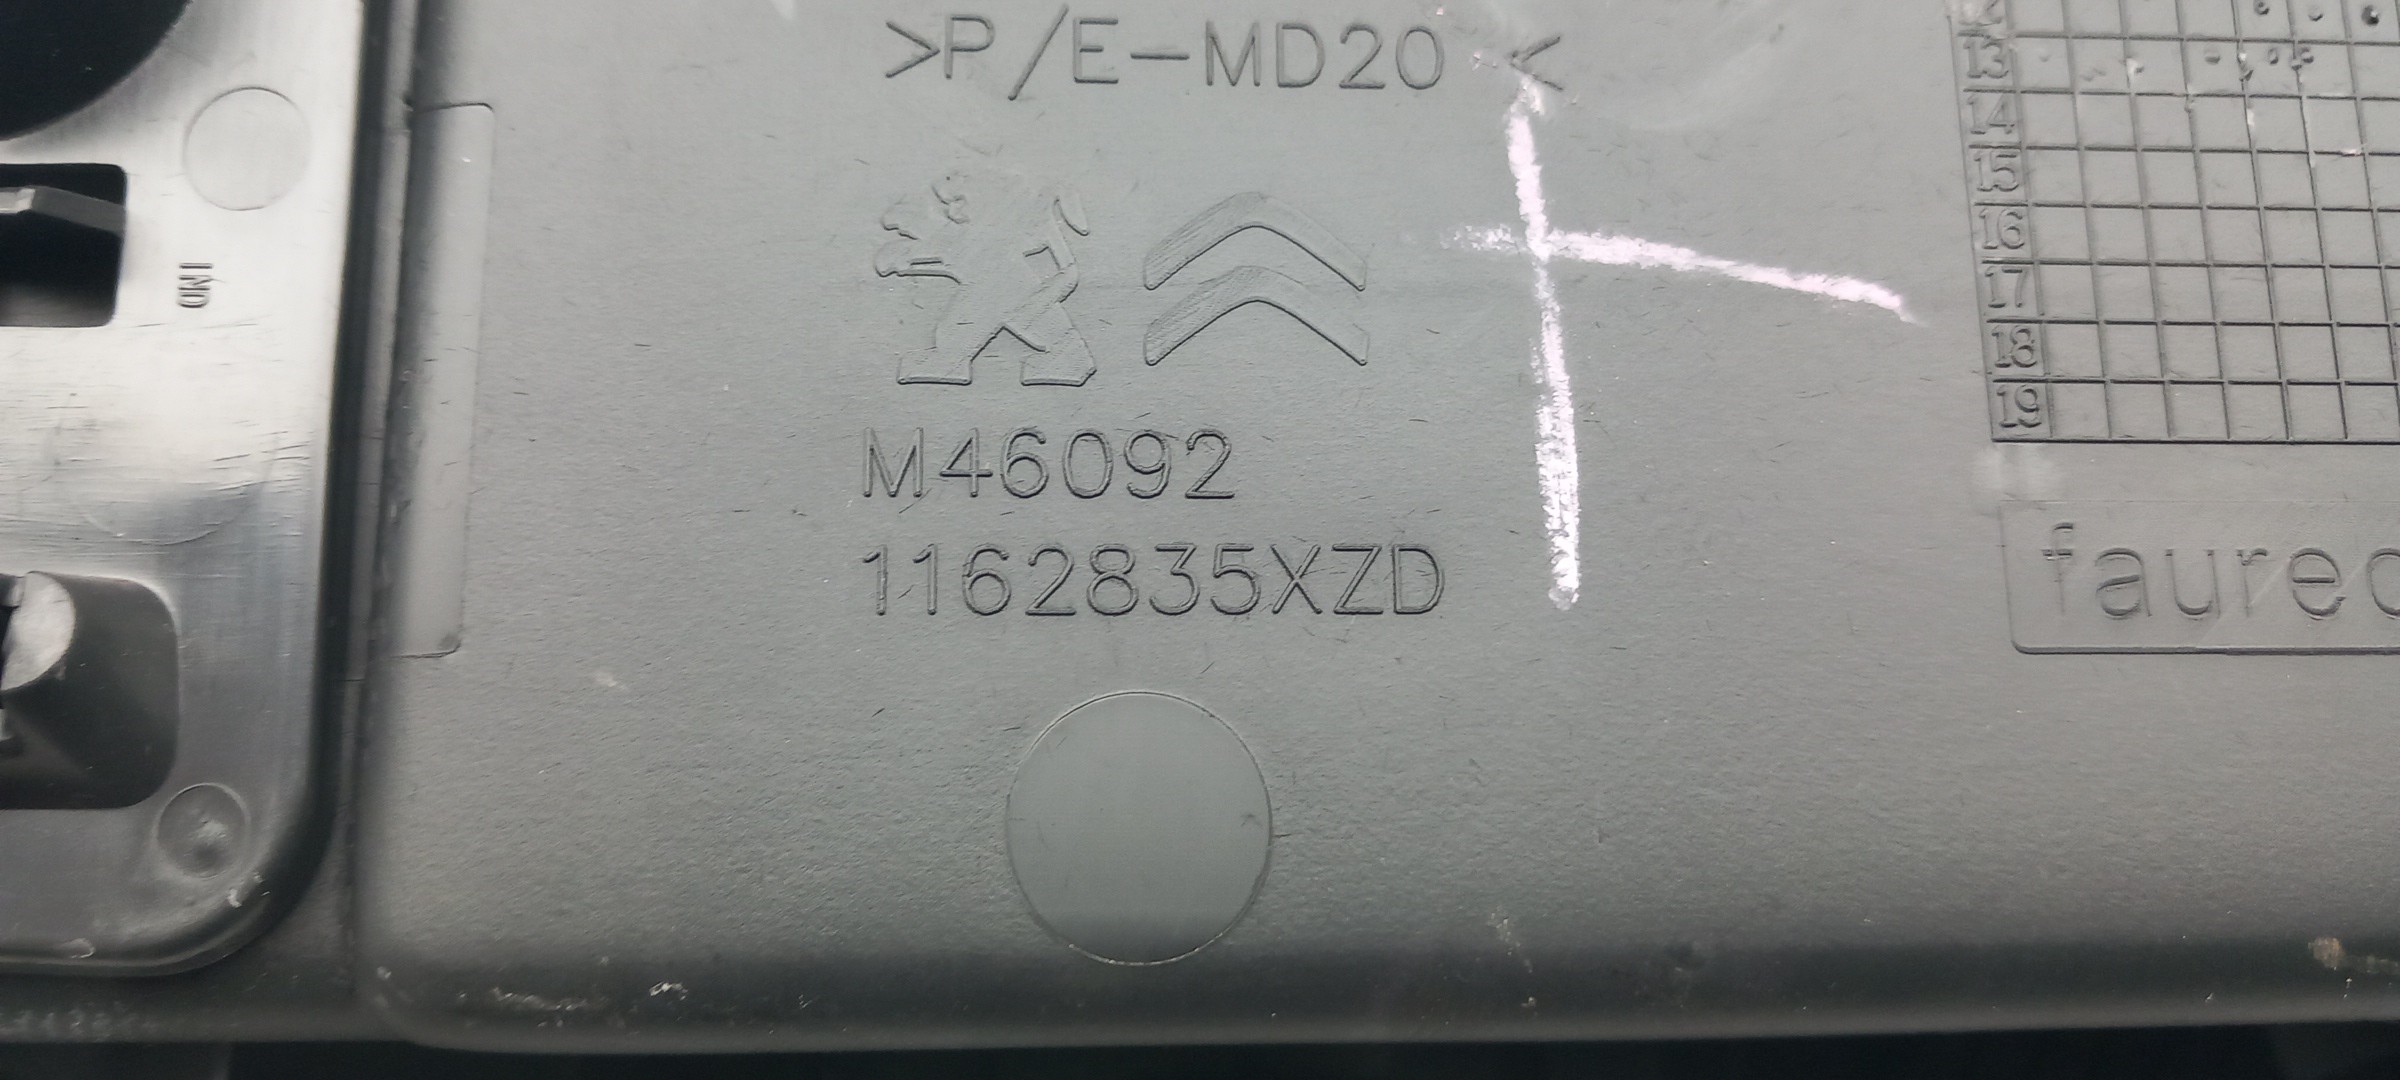 >P/E-MD20<
13
14
15
16
17
18
19
IND
M46092
1162835XZD
faurec